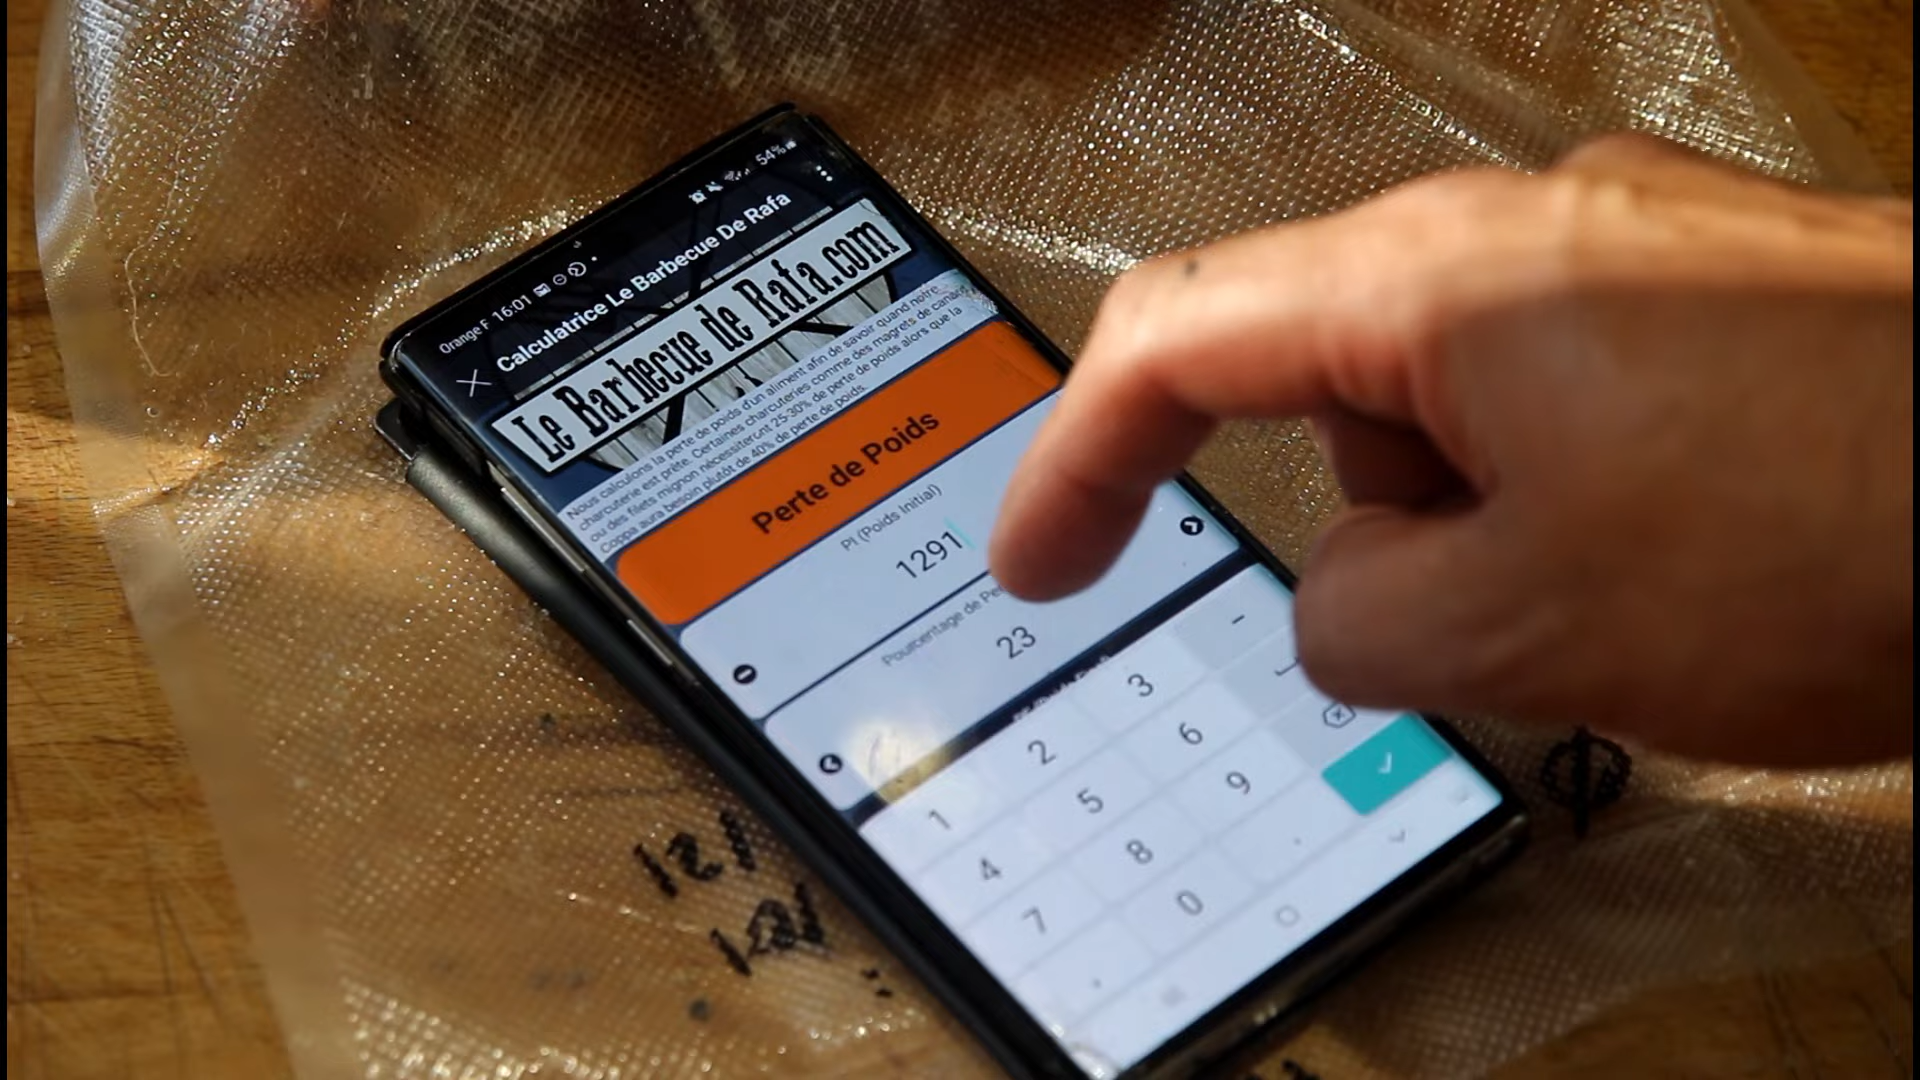 Orange F 16:01
54%
Calculatrice Le Barbecue De Rafa
Le Barbecue de Rafa.com
Nous calculons la perte de poids d'un aliment afin de savoir quand notre
charcuterie est prête. Certaines charcuteries comme des magrets de canard
ou des filets mignon nécessiteront 25-30% de perte de poids alors que la
Coppa aura besoin plutôt de 40% de perte de poids.
Perte de Poids
PI (Poids Initial)
1291
Pourcentage de
23
1 2 3 -
4 5 6
7 8 9
0 .